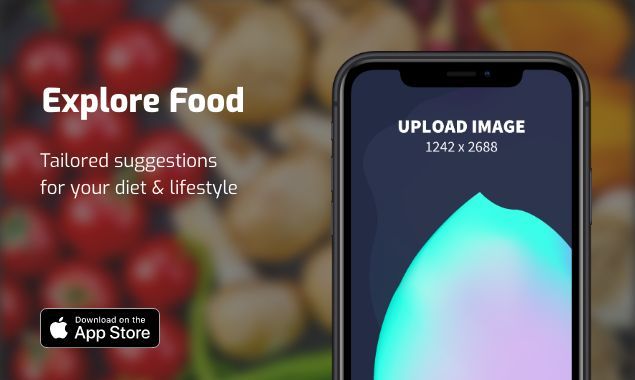 Explore Food
Tailored suggestions
for your diet & lifestyle
Download on the
App Store
UPLOAD IMAGE
1242 x 2688